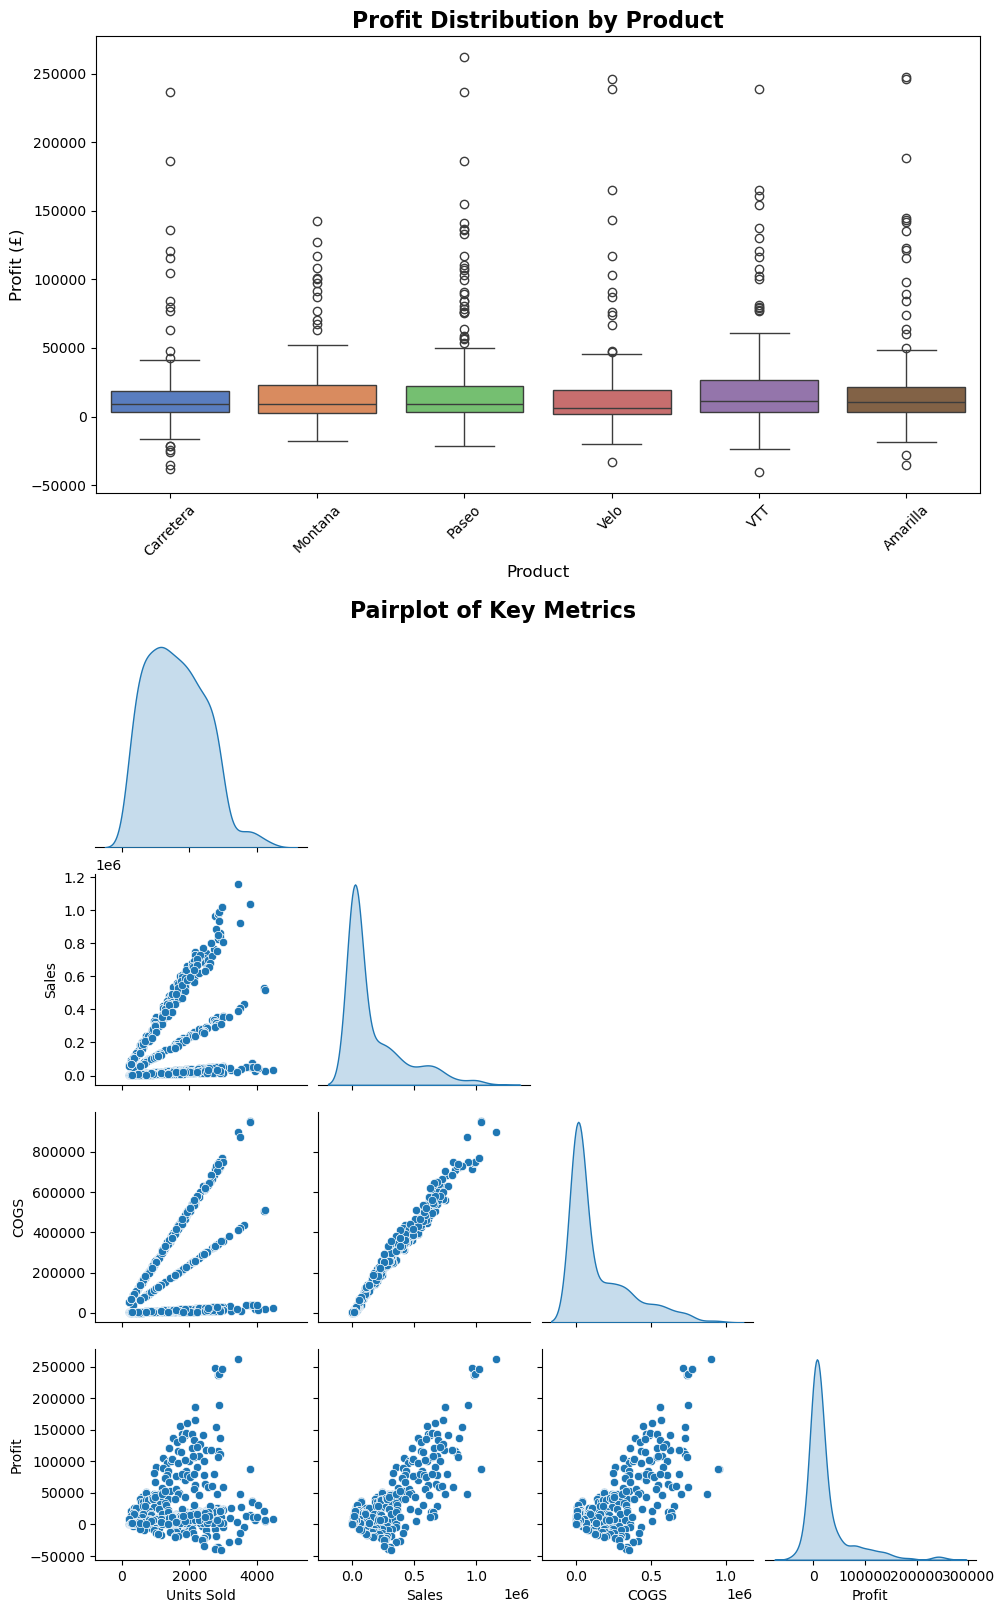 Profit Distribution by Product
250000
200000
150000
100000
50000
0
−50000
Profit (£)
Carretera
Montana
Paseo
Velo
VTT
Amarilla
Product
Pairplot of Key Metrics
1e6
1.2
1.0
0.8
0.6
0.4
0.2
0.0
Sales
800000
600000
400000
200000
0
COGS
250000
200000
150000
100000
50000
0
−50000
Profit
0 2000 4000
Units Sold
0.0 0.5 1.0
1e6
Sales
0.0 0.5 1.0
1e6
COGS
0 100000 200000 300000
Profit